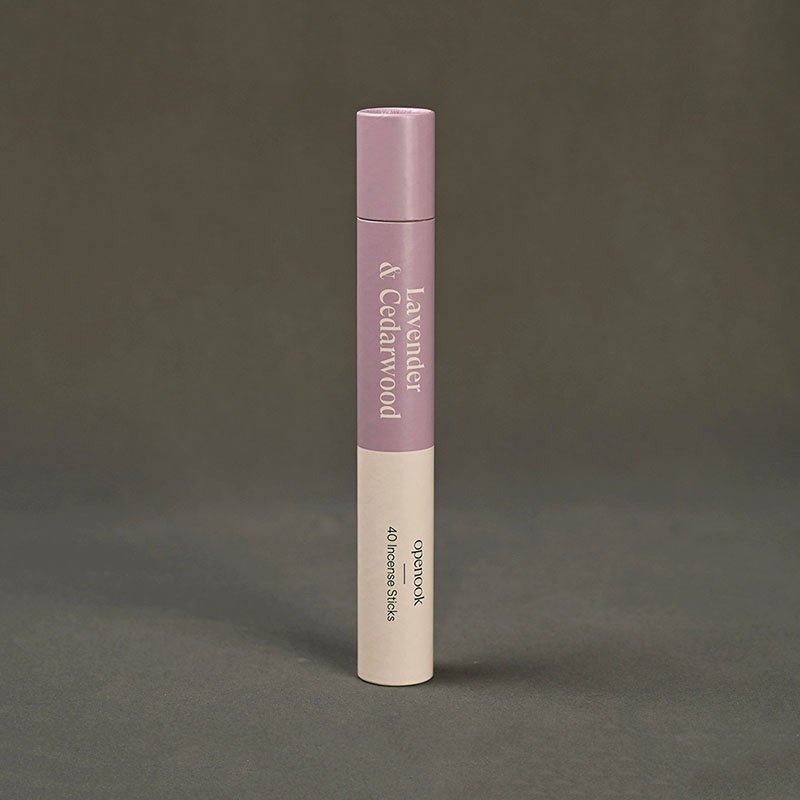 Lavender
& Cedarwood
openook
40 Incense Sticks